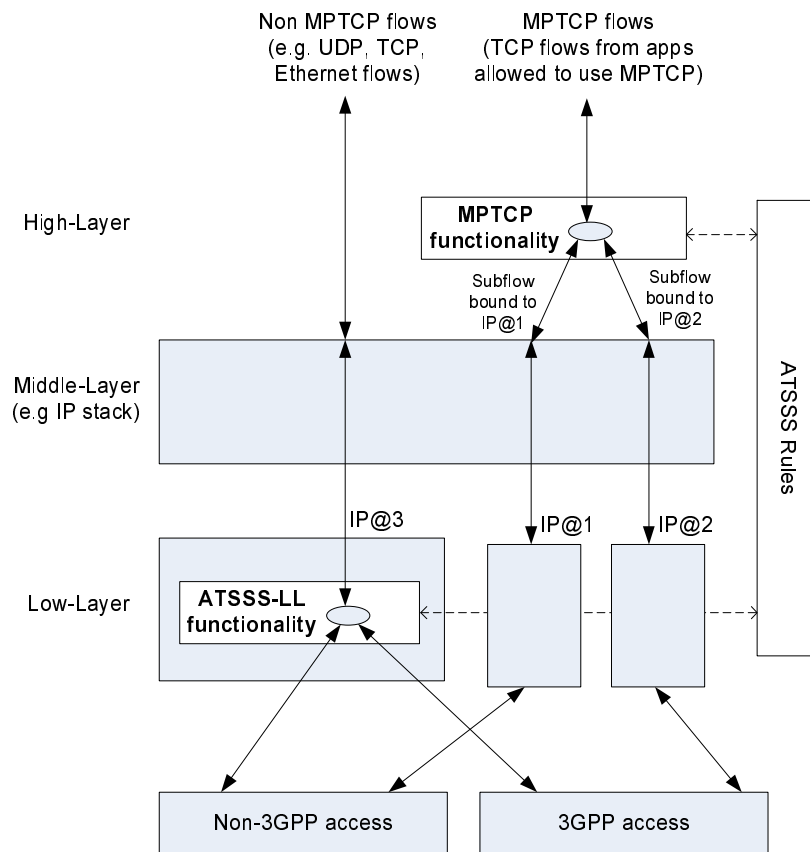 Non MPTCP flows
(e.g. UDP, TCP,
Ethernet flows)
MPTCP flows
(TCP flows from apps
allowed to use MPTCP)
High-Layer
MPTCP
functionality
Subflow
bound to
IP@1
Subflow
bound to
IP@2
Middle-Layer
(e.g IP stack)
ATSSS Rules
IP@3
IP@1
IP@2
Low-Layer
ATSSS-LL
functionality
Non-3GPP access
3GPP access